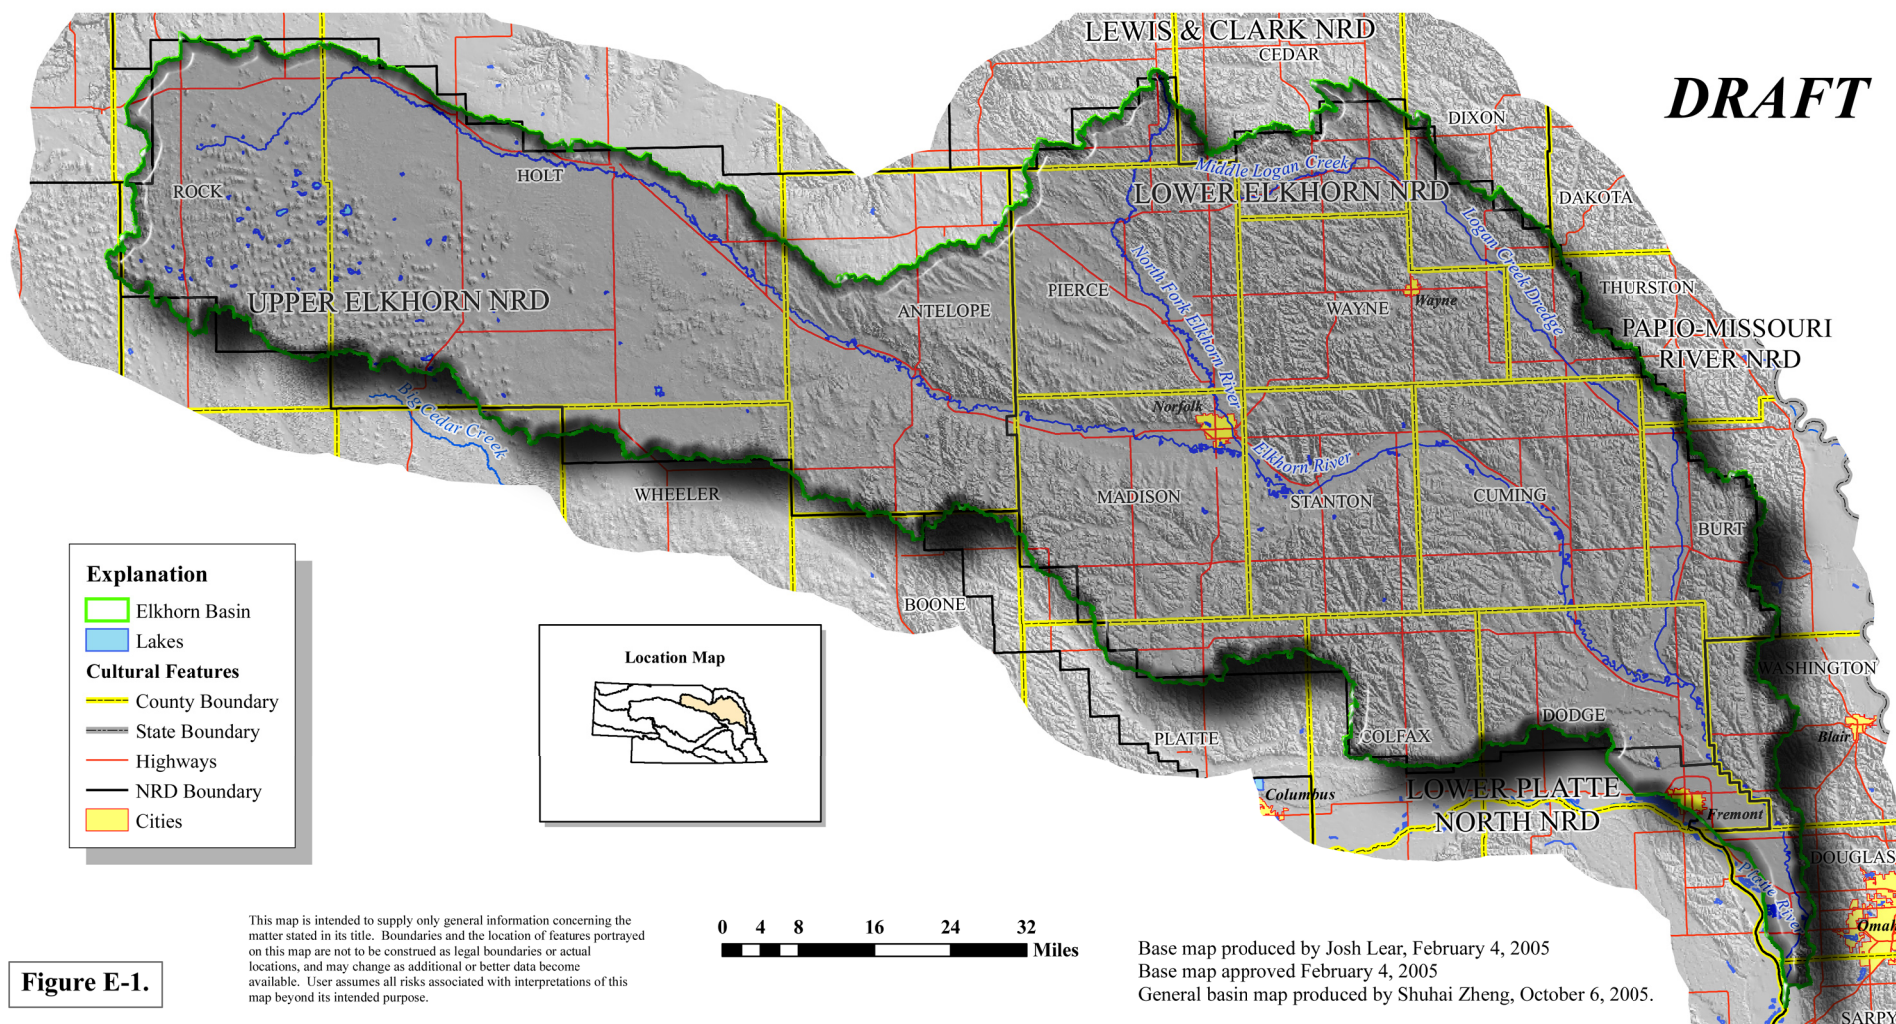 LEWIS & CLARK NRD
CEDAR
DRAFT
DIXON
Middle Logan Creek
HOLT
ROCK
LOWER ELKHORN NRD
DAKOTA
Logan Creek Dredge
North Fork Elkhorn River
UPPER ELKHORN NRD
ANTELOPE
PIERCE
WAYNE
Wayne
THURSTON
PAPIO-MISSOURI
RIVER NRD
Big Cedar Creek
Norfolk
Elkhorn River
WHEELER
MADISON
STANTON
CUMING
BURT
BOONE
WASHINGTON
PLATTE
COLFAX
DODGE
Blair
Columbus
LOWER PLATTE
NORTH NRD
Fremont
DOUGLAS
Platte River
Omah
SARPY
Explanation
Elkhorn Basin
Lakes
Cultural Features
County Boundary
State Boundary
Highways
NRD Boundary
Cities
Location Map
This map is intended to supply only general information concerning the
matter stated in its title. Boundaries and the location of features portrayed
on this map are not to be construed as legal boundaries or actual
locations, and may change as additional or better data become
available. User assumes all risks associated with interpretations of this
map beyond its intended purpose.
0 4 8 16 24 32
Miles
Base map produced by Josh Lear, February 4, 2005
Base map approved February 4, 2005
General basin map produced by Shuhai Zheng, October 6, 2005.
Figure E-1.